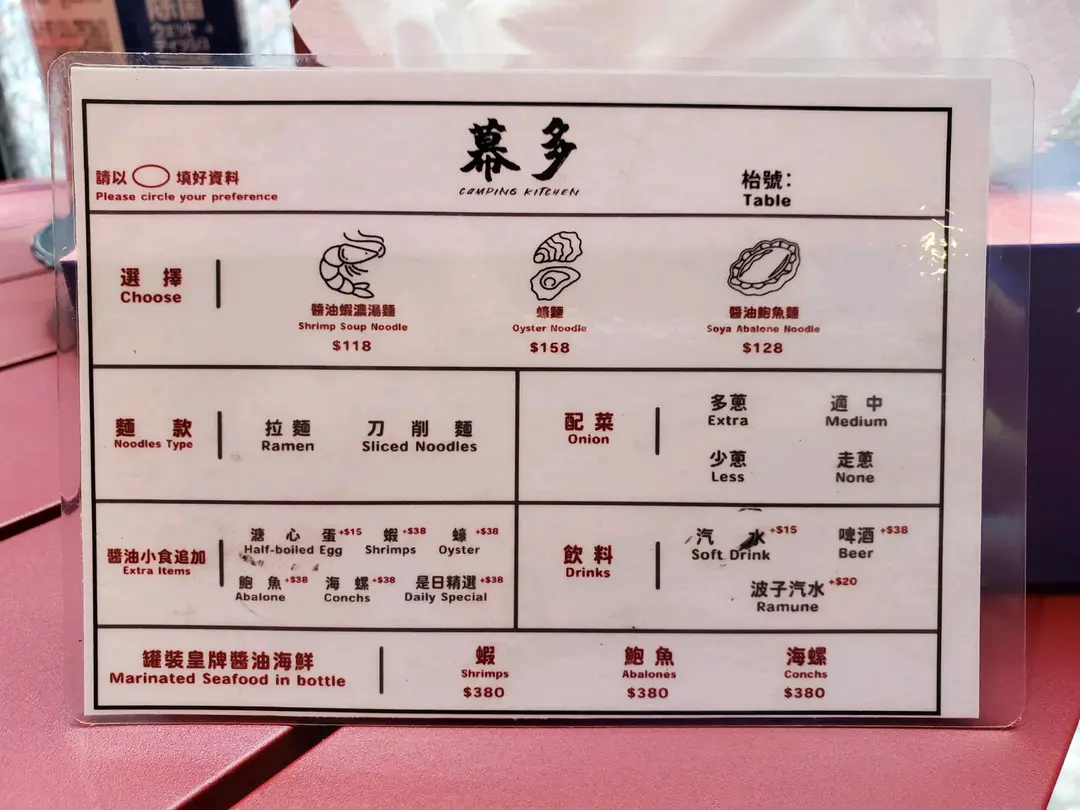 除菌
ウェット
幕多
CAMPING KITCHEN
請以 填好資料
Please circle your preference
枱號:
Table
選擇
Choose
醬油蝦濃湯麵
Shrimp Soup Noodle
$118
蠔麵
Oyster Noodle
$158
醬油鮑魚麵
Soya Abalone Noodle
$128
麵款
Noodles Type
拉麵
Ramen
刀削麵
Sliced Noodles
配菜
Onion
多蔥
Extra
適中
Medium
少蔥
Less
走蔥
None
醬油小食追加
Extra Items
溏心蛋 +$15
Half-boiled Egg
蝦 +$38
Shrimps
蠔 +$38
Oyster
鮑魚 +$38
Abalone
海螺 +$38
Conchs
是日精選 +$38
Daily Special
飲料
Drinks
汽水 +$15
Soft Drink
啤酒 +$38
Beer
波子汽水 +$20
Ramune
罐裝皇牌醬油海鮮
Marinated Seafood in bottle
蝦
Shrimps
$380
鮑魚
Abalones
$380
海螺
Conchs
$380